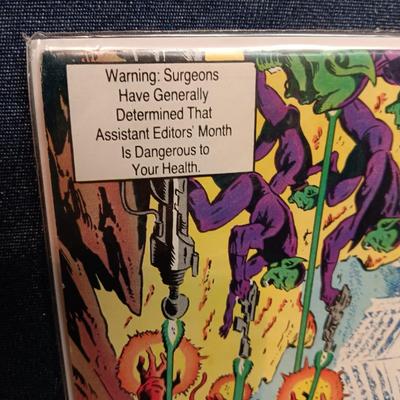 Warning: Surgeons
Have Generally
Determined That
Assistant Editors' Month
Is Dangerous to
Your Health.